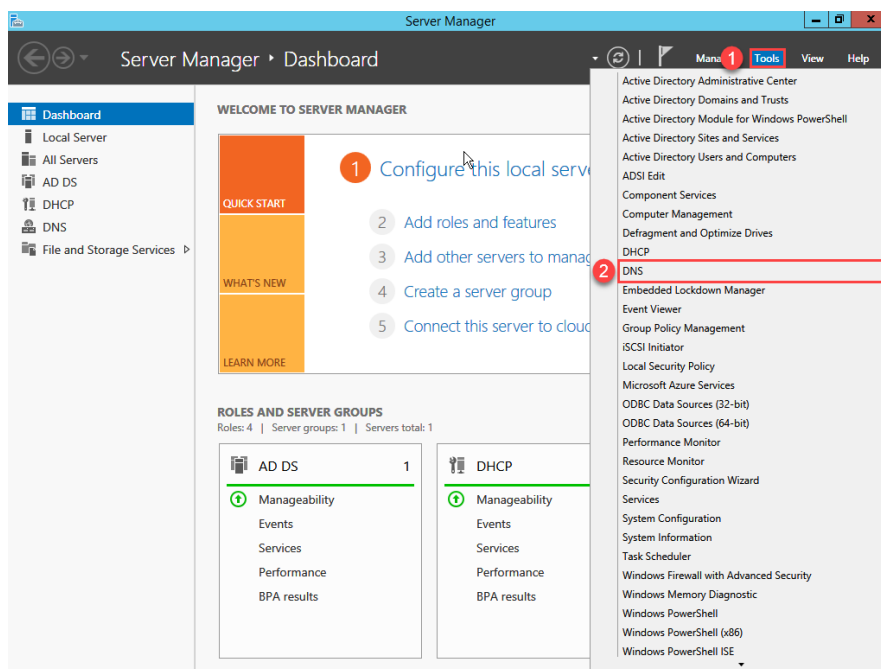 Server Manager
Server Manager ‣ Dashboard
1
Tools
View
Help
Dashboard
Local Server
All Servers
AD DS
DHCP
DNS
File and Storage Services
WELCOME TO SERVER MANAGER
QUICK START
WHAT'S NEW
LEARN MORE
1 Configure this local serv
2 Add roles and features
3 Add other servers to manag
4 Create a server group
5 Connect this server to clou
ROLES AND SERVER GROUPS
Roles: 4 | Server groups: 1 | Servers total: 1
AD DS 1
Manageability
Events
Services
Performance
BPA results
DHCP
Manageability
Events
Services
Performance
BPA results
Active Directory Administrative Center
Active Directory Domains and Trusts
Active Directory Module for Windows PowerShell
Active Directory Sites and Services
Active Directory Users and Computers
ADSI Edit
Component Services
Computer Management
Defragment and Optimize Drives
DHCP
2 DNS
Embedded Lockdown Manager
Event Viewer
Group Policy Management
iSCSI Initiator
Local Security Policy
Microsoft Azure Services
ODBC Data Sources (32-bit)
ODBC Data Sources (64-bit)
Performance Monitor
Resource Monitor
Security Configuration Wizard
Services
System Configuration
System Information
Task Scheduler
Windows Firewall with Advanced Security
Windows Memory Diagnostic
Windows PowerShell
Windows PowerShell (x86)
Windows PowerShell ISE